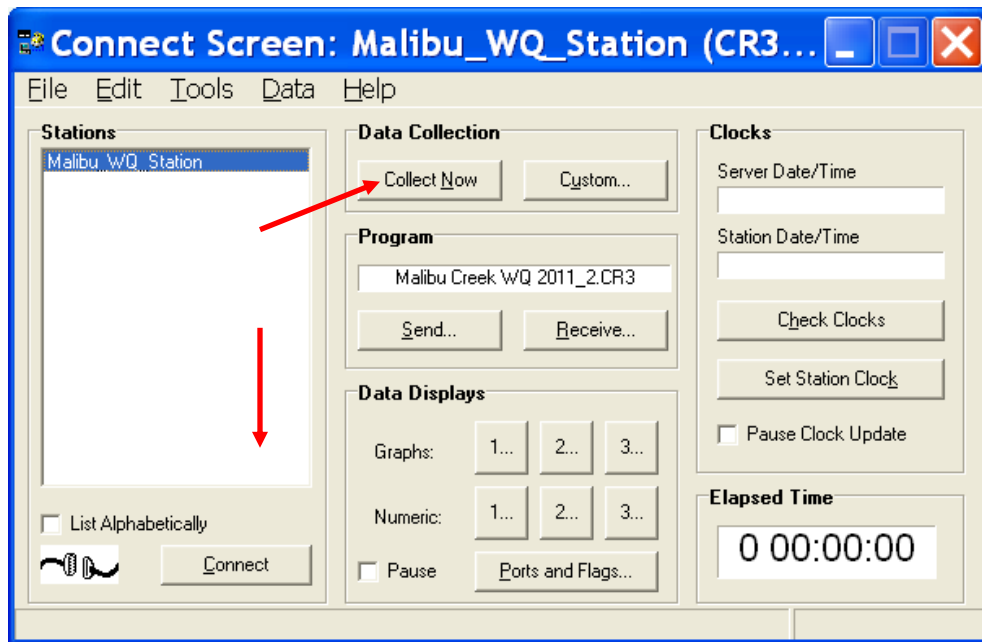 Connect Screen: Malibu_WQ_Station (CR3...
File Edit Tools Data Help
Stations
Malibu_WQ_Station
List Alphabetically
Connect
Data Collection
Collect Now Custom...
Program
Malibu Creek WQ 2011_2.CR3
Send... Receive...
Data Displays
Graphs: 1... 2... 3...
Numeric: 1... 2... 3...
Pause Ports and Flags...
Clocks
Server Date/Time
Station Date/Time
Check Clocks
Set Station Clock
Pause Clock Update
Elapsed Time
0 00:00:00